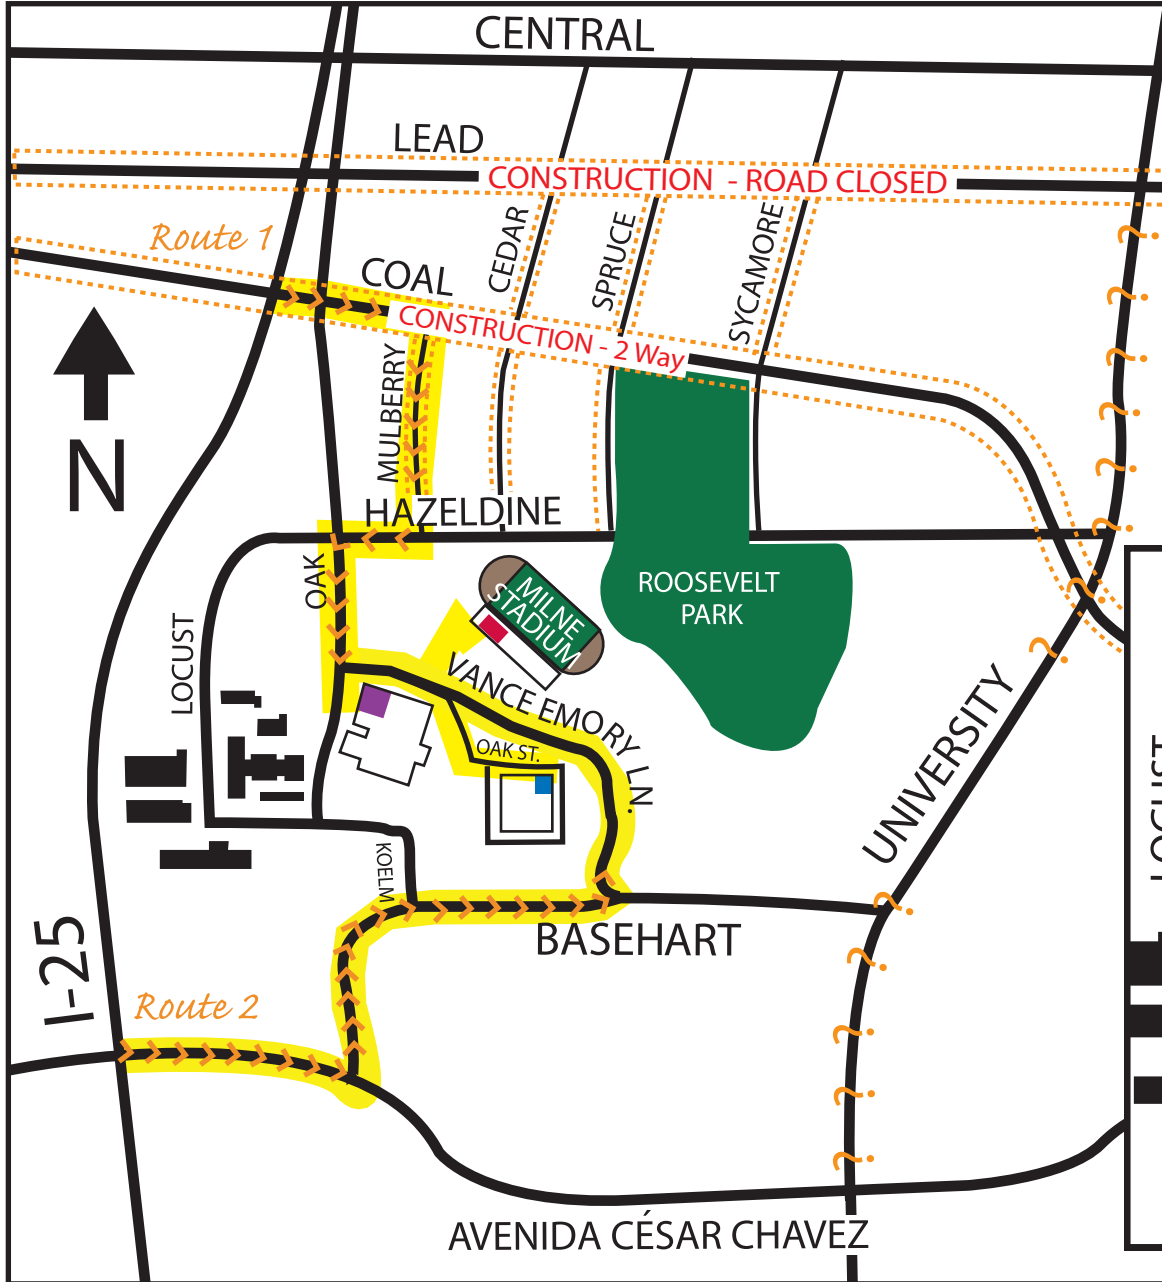 CENTRAL
LEAD
CONSTRUCTION - ROAD CLOSED
Route 1
COAL
CEDAR
SPRUCE
SYCAMORE
CONSTRUCTION - 2 Way
MULBERRY
N
HAZELDINE
OAK
MILNE
STADIUM
ROOSEVELT
PARK
LOCUST
VANCE EMORY LN.
OAK ST.
UNIVERSITY
LOCUST
KOELM
BASEHART
I-25
Route 2
AVENIDA CÉSAR CHAVEZ